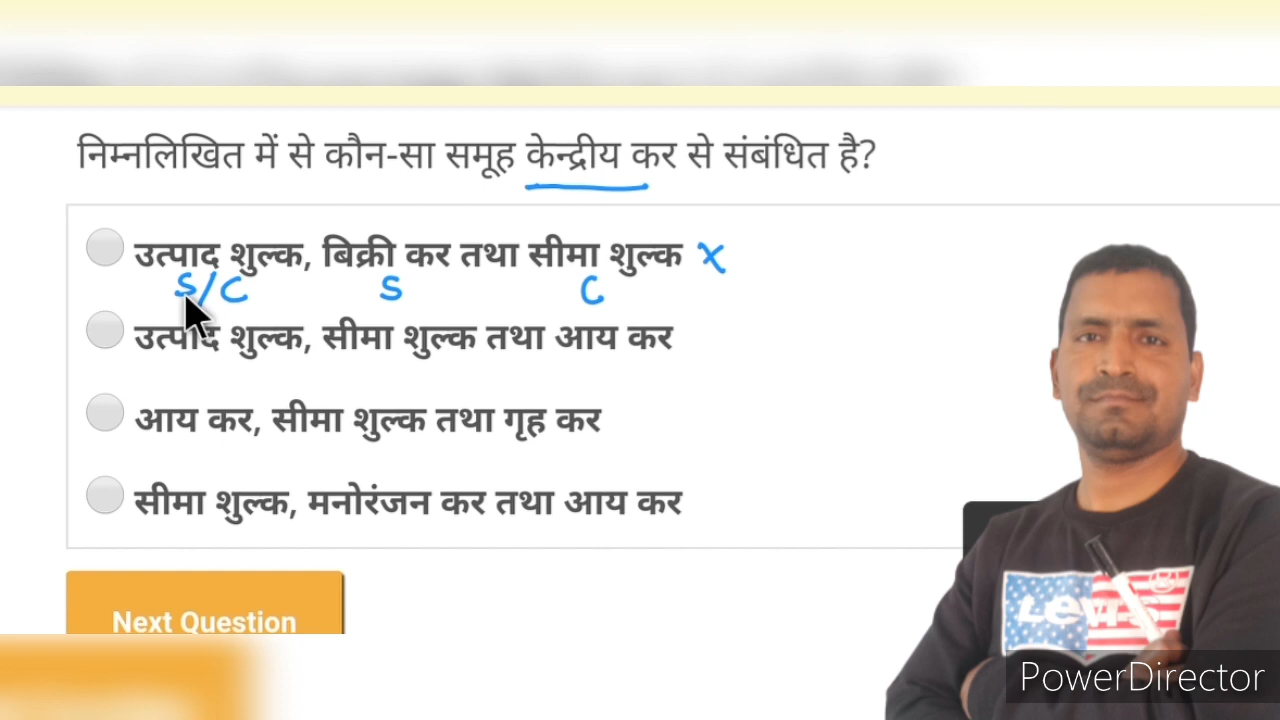 निम्नलिखित में से कौन-सा समूह केन्द्रीय कर से संबंधित है?
उत्पाद शुल्क, बिक्री कर तथा सीमा शुल्क x
S/C S C
उत्पाद शुल्क, सीमा शुल्क तथा आय कर
आय कर, सीमा शुल्क तथा गृह कर
सीमा शुल्क, मनोरंजन कर तथा आय कर
Next Question
Levi's
PowerDirector